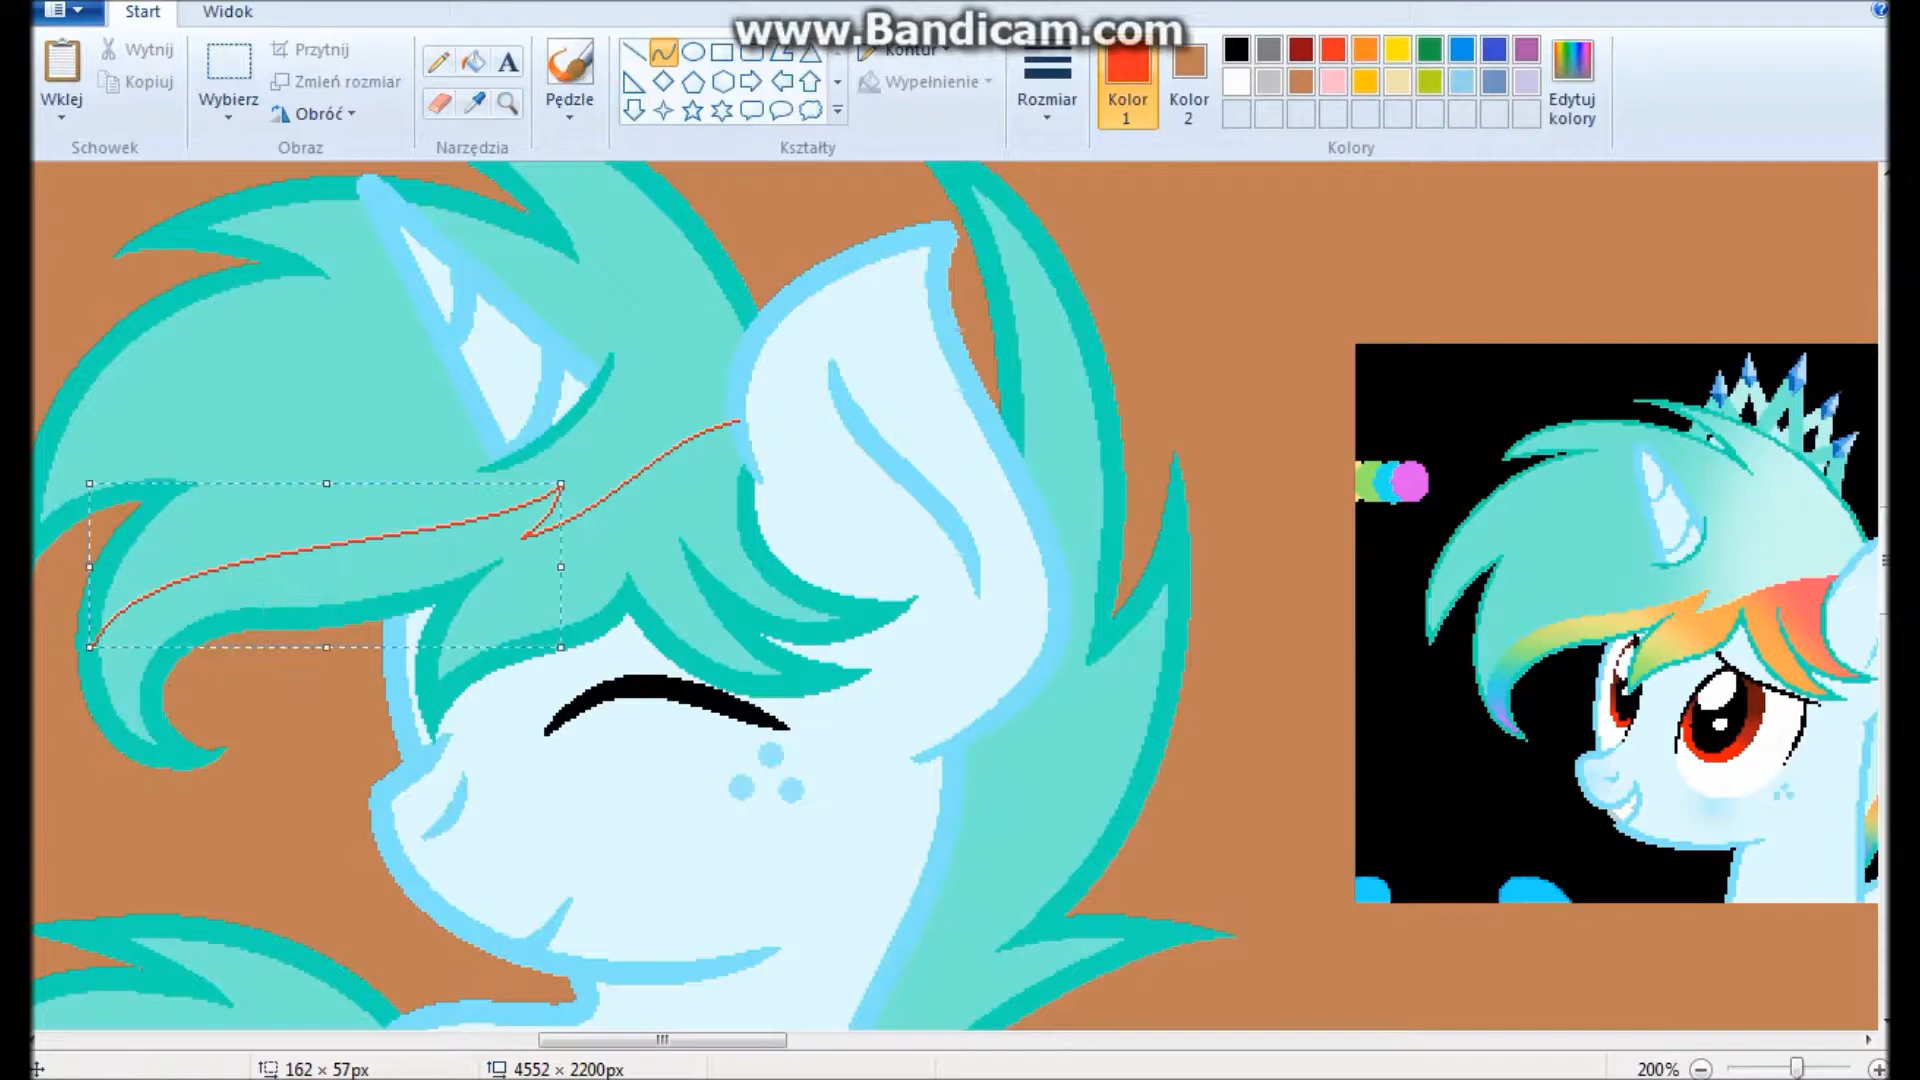 Start Widok
www.Bandicam.com
Wytnij
Przytnij
Kontur
Kopiuj
Zmień rozmiar
Wypełnienie
A
Wklej
Wybierz
Obróć
Pędzle
Rozmiar
Kolor 1
Kolor 2
Edytuj kolory
Schowek
Obraz
Narzędzia
Kształty
Kolory
162 × 57px
4552 × 2200px
200%